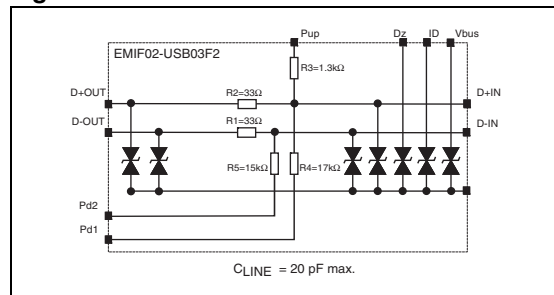 Pup Dz ID Vbus
EMIF02-USB03F2
R3=1.3kΩ
D+OUT R2=33Ω D+IN
D-OUT R1=33Ω D-IN
R5=15kΩ R4=17kΩ
Pd2
Pd1
CLINE = 20 pF max.